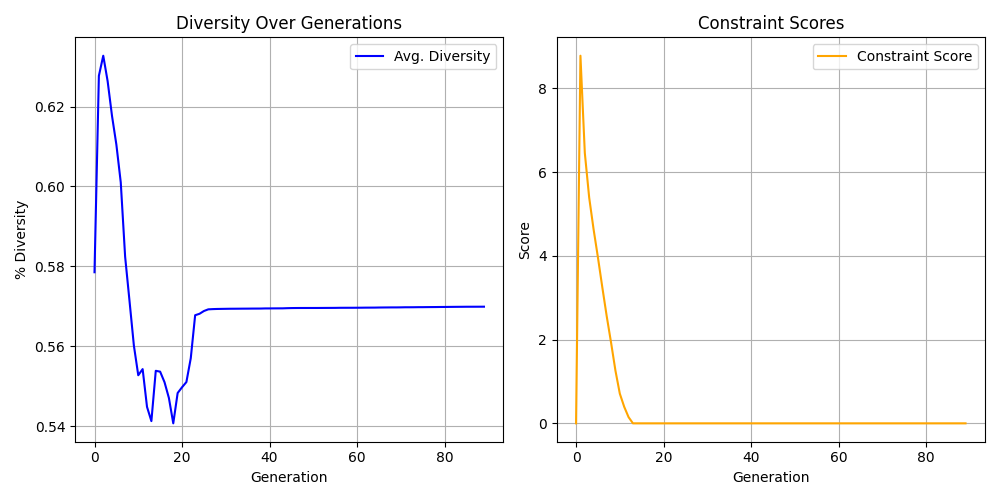 Diversity Over Generations
Avg. Diversity
% Diversity
0.62
0.60
0.58
0.56
0.54
0 20 40 60 80
Generation
Constraint Scores
Constraint Score
Score
8
6
4
2
0
0 20 40 60 80
Generation